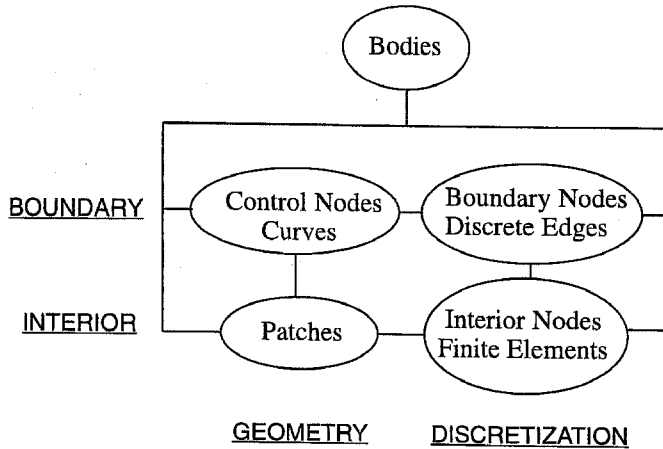 Bodies
BOUNDARY
Control Nodes
Curves
Boundary Nodes
Discrete Edges
INTERIOR
Patches
Interior Nodes
Finite Elements
GEOMETRY
DISCRETIZATION